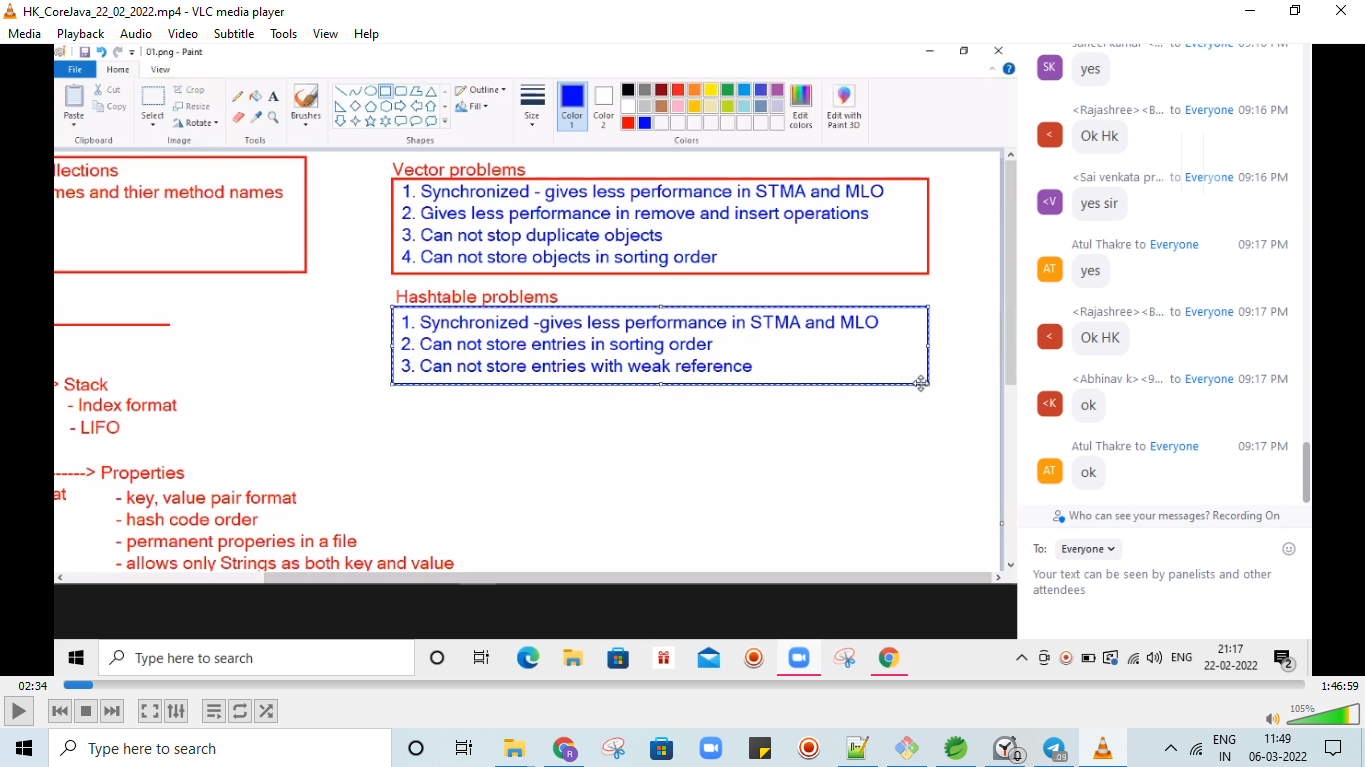 HK_CoreJava_22_02_2022.mp4 - VLC media player
Media Playback Audio Video Subtitle Tools View Help
01.png - Paint
File Home View
Paste
Cut
Copy
Clipboard
Select
Crop
Resize
Rotate
Image
A
Tools
Brushes
Outline
Fill
Shapes
Size
Color
1
Color
2
Edit
colors
Colors
Edit with
Paint 3D
llections
mes and thier method names
Stack
- Index format
- LIFO
------> Properties
at
- key, value pair format
- hash code order
- permanent properies in a file
- allows only Strings as both key and value
Vector problems
1. Synchronized - gives less performance in STMA and MLO
2. Gives less performance in remove and insert operations
3. Can not stop duplicate objects
4. Can not store objects in sorting order
Hashtable problems
1. Synchronized -gives less performance in STMA and MLO
2. Can not store entries in sorting order
3. Can not store entries with weak reference
to Everyone 09:16 PM
SK yes
<Rajashree> <B... to Everyone 09:16 PM
< Ok Hk
<Sai venkata pr... to Everyone 09:16 PM
<V yes sir
Atul Thakre to Everyone 09:17 PM
AT yes
<Rajashree> <B... to Everyone 09:17 PM
< Ok HK
<Abhinav k> <9... to Everyone 09:17 PM
<K ok
Atul Thakre to Everyone 09:17 PM
AT ok
Who can see your messages? Recording On
To: Everyone
Your text can be seen by panelists and other
attendees
Type here to search
ENG
21:17
22-02-2022
2
02:34
1:46:59
105%
Type here to search
R
.09
ENG
IN
11:49
06-03-2022